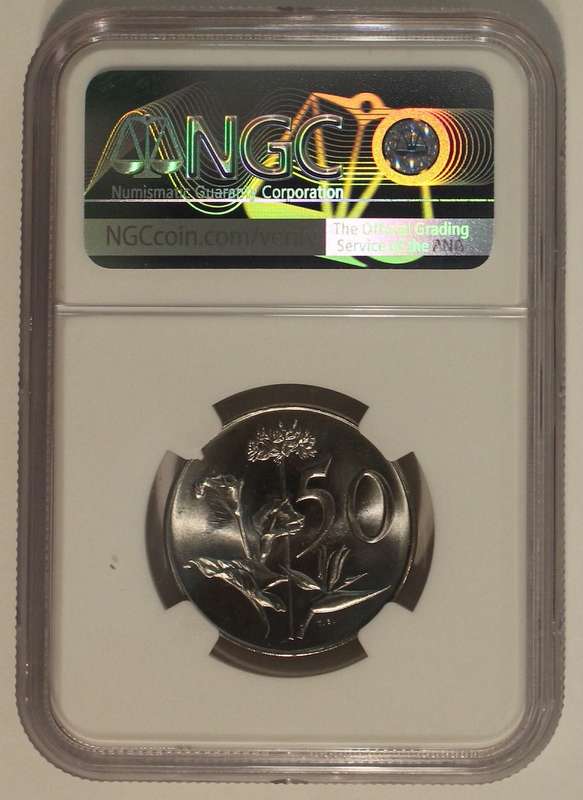 NGC
Numismatic Guaranty Corporation
NGCcoin.com/verify
The Official Grading
Service of the ANA
50
T.S.